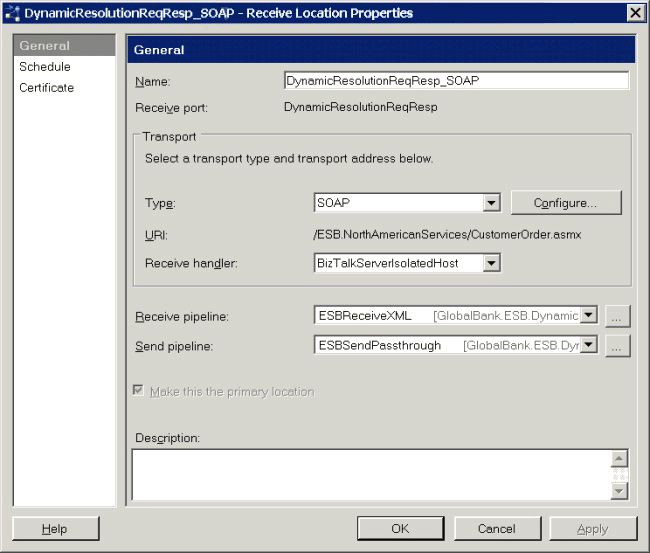 DynamicResolutionReqResp_SOAP - Receive Location Properties
General
Schedule
Certificate
General
Name: DynamicResolutionReqResp_SOAP
Receive port: DynamicResolutionReqResp
Transport
Select a transport type and transport address below.
Type: SOAP Configure...
URI: /ESB.NorthAmericanServices/CustomerOrder.asmx
Receive handler: BizTalkServerIsolatedHost
Receive pipeline: ESBReceiveXML [GlobalBank.ESB.Dynamic ...
Send pipeline: ESBSendPassthrough [GlobalBank.ESB.Dyr ...
Make this the primary location
Description:
Help OK Cancel Apply